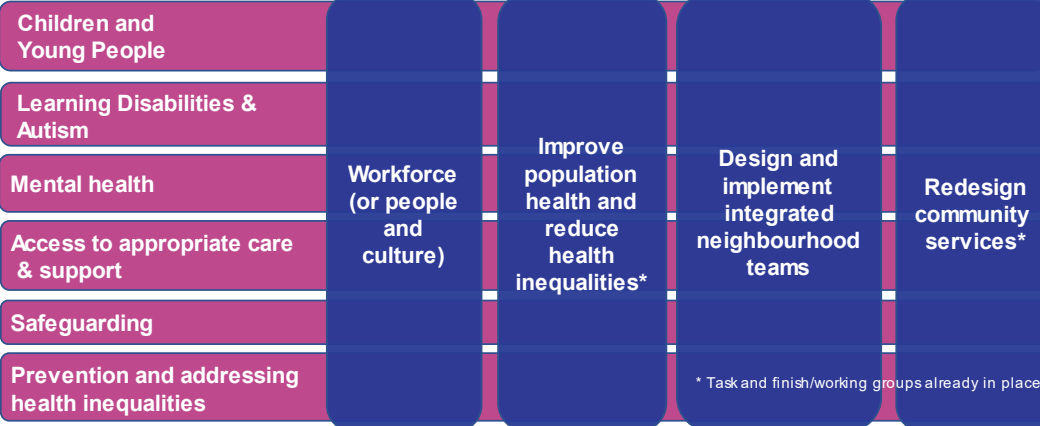 Children and
Young People
Learning Disabilities &
Autism
Mental health
Access to appropriate care
& support
Safeguarding
Prevention and addressing
health inequalities
Workforce
(or people
and
culture)
Improve
population
health and
reduce
health
inequalities*
Design and
implement
integrated
neighbourhood
teams
Redesign
community
services*
* Task and finish/working groups already in place